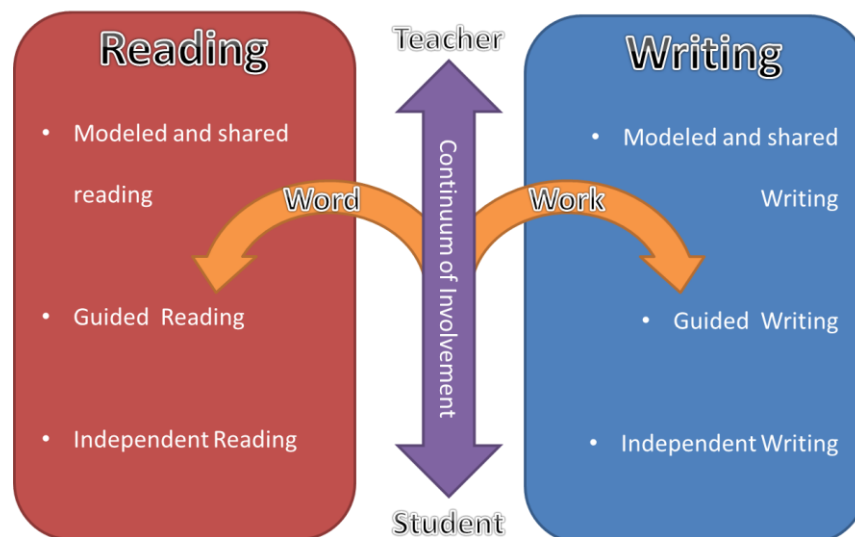 Reading
• Modeled and shared
reading
• Guided Reading
• Independent Reading
Teacher
Word
Work
Continuum of Involvement
Student
Writing
• Modeled and shared
Writing
• Guided Writing
• Independent Writing